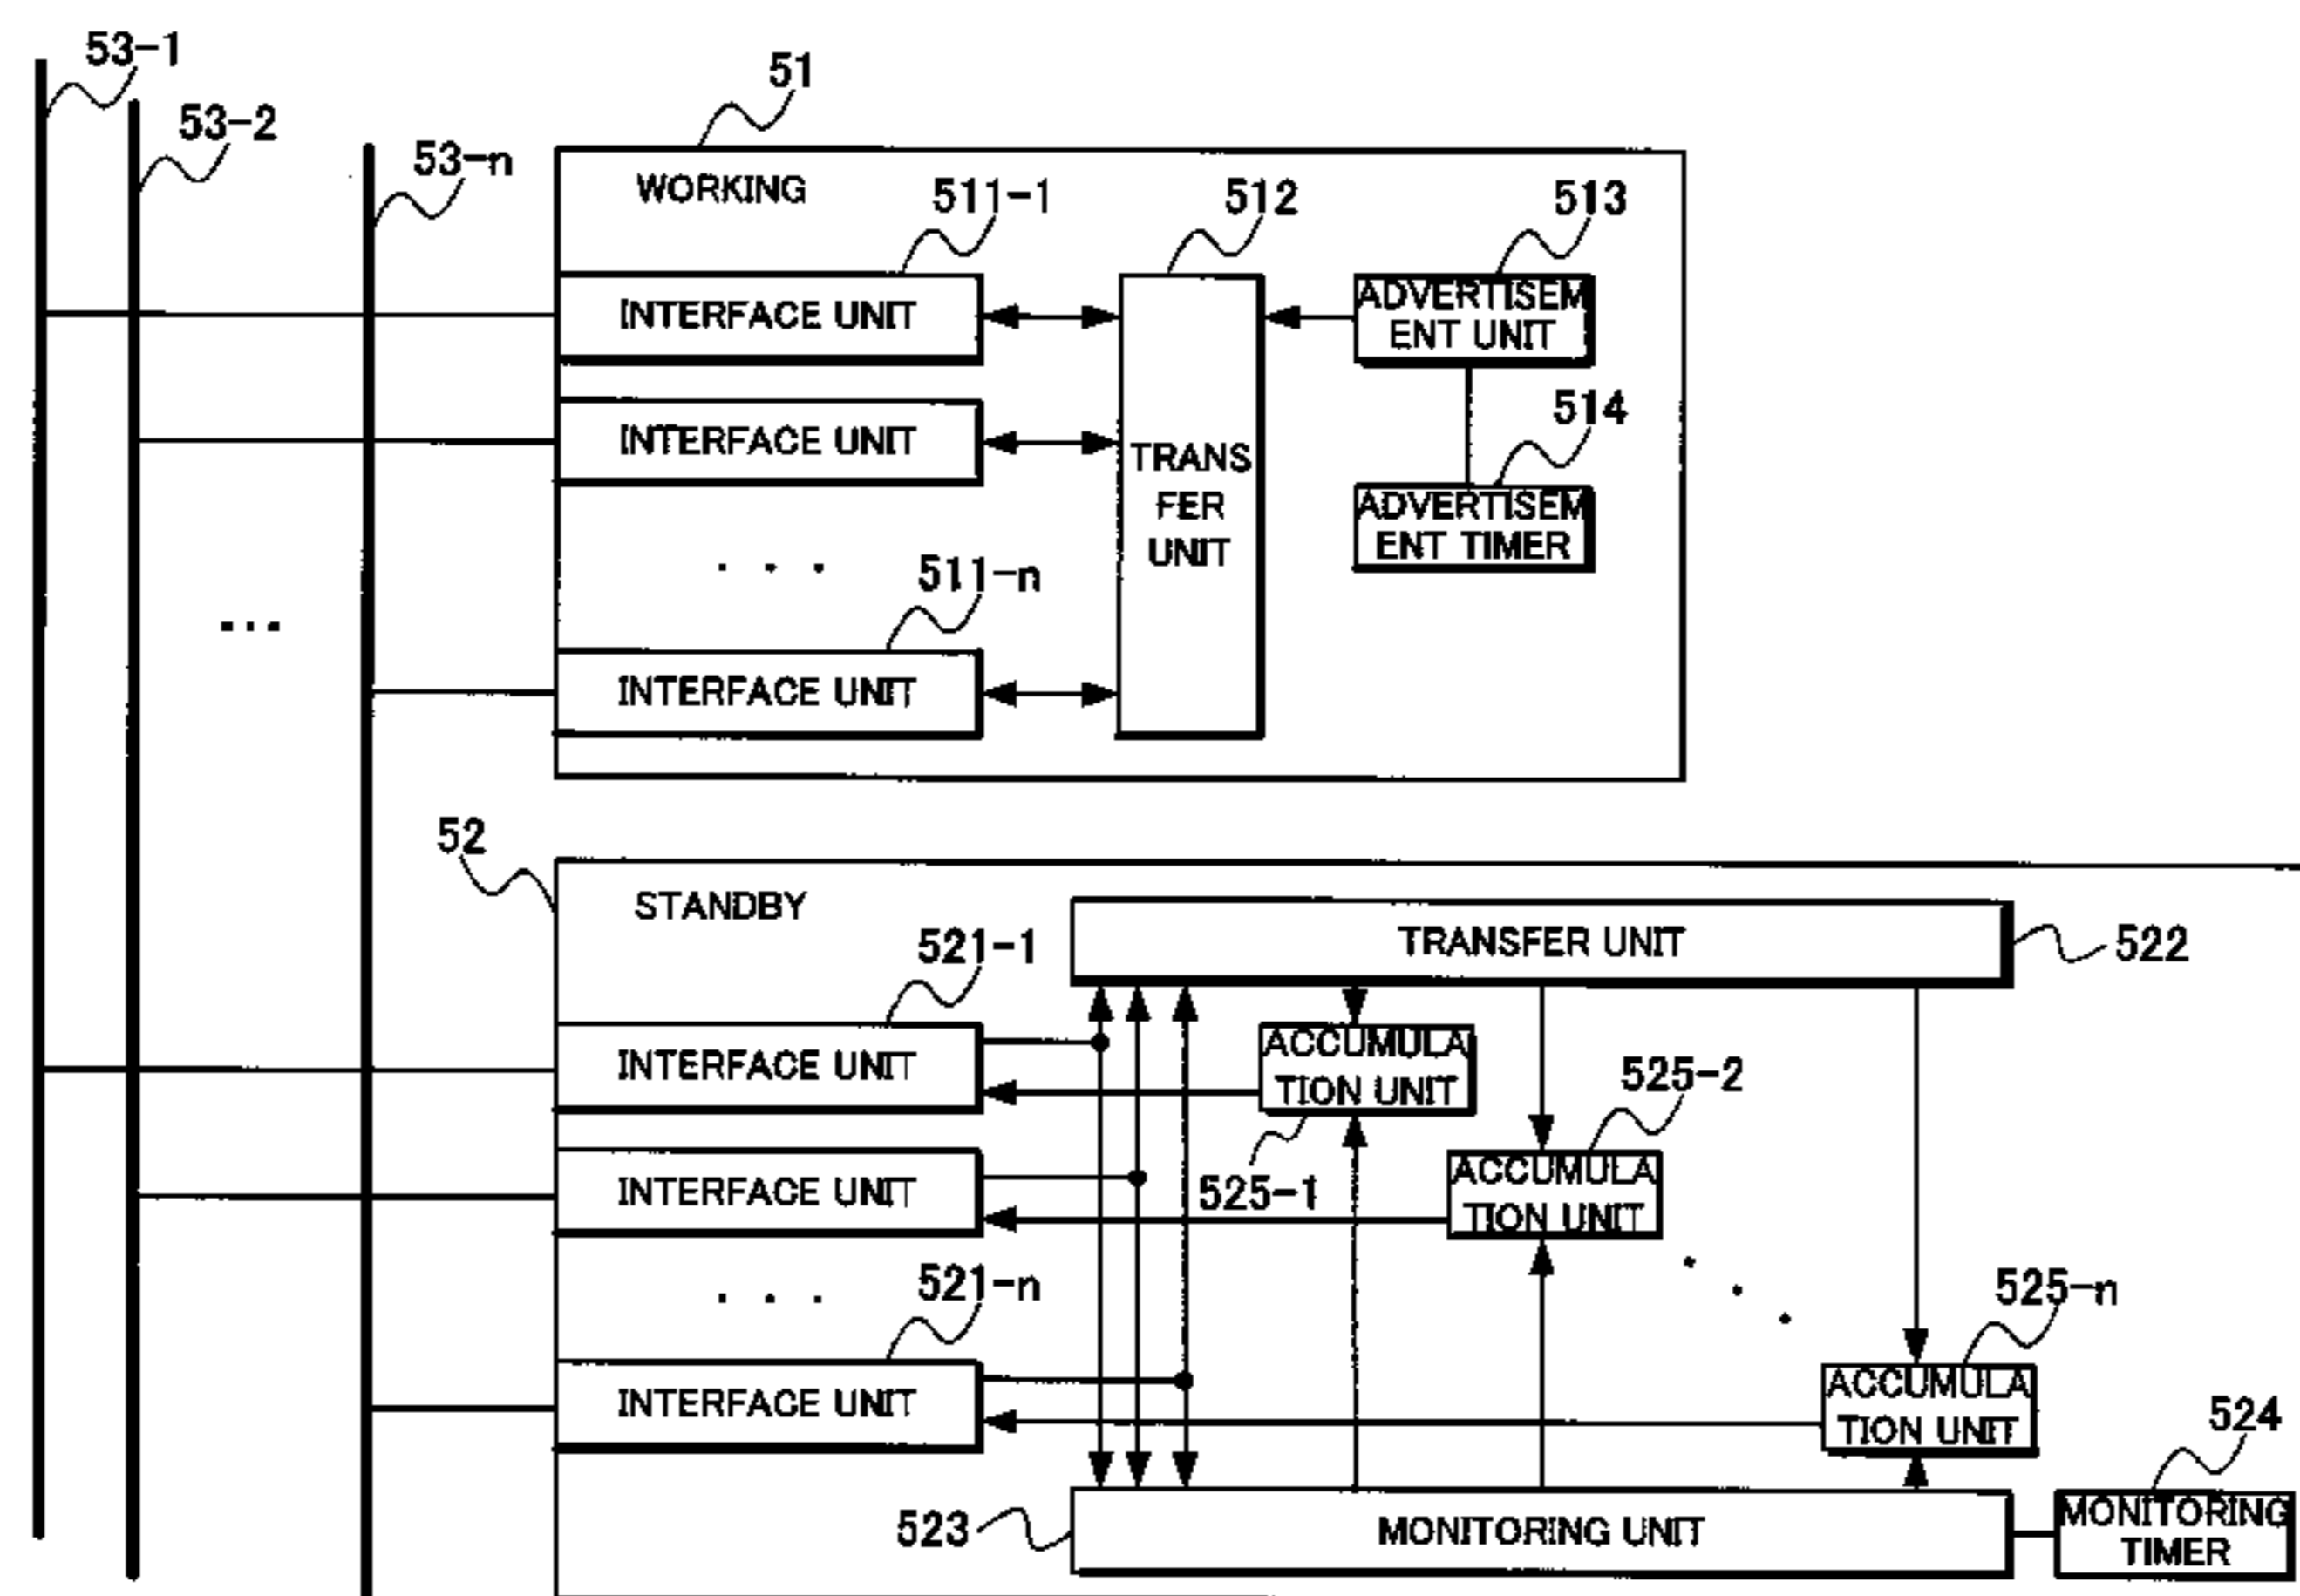 53-1
53-2
53-n
51
WORKING
511-1
512
513
INTERFACE UNIT
ADVERTISEM
ENT UNIT
INTERFACE UNIT
TRANS
FER
UNIT
514
ADVERTISEM
ENT TIMER
. . .
511-n
...
INTERFACE UNIT
52
STANDBY
TRANSFER UNIT
522
521-1
INTERFACE UNIT
ACCUMULA
TION UNIT
525-1
525-2
INTERFACE UNIT
ACCUMULA
TION UNIT
. . .
521-n
. . .
525-n
INTERFACE UNIT
ACCUMULA
TION UNIT
524
523
MONITORING UNIT
MONITORING
TIMER